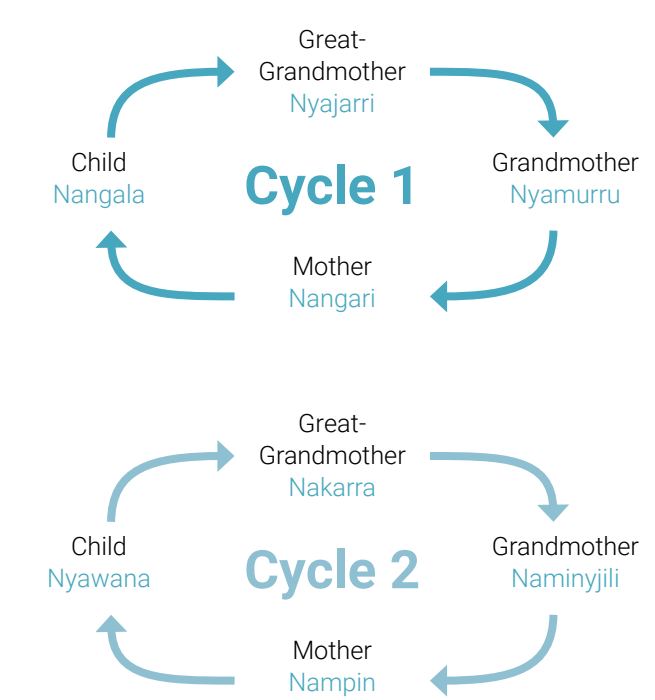 Great-
Grandmother
Nyajarri
Child
Nangala
Cycle 1
Grandmother
Nyamurru
Mother
Nangari
Great-
Grandmother
Nakarra
Child
Nyawana
Cycle 2
Grandmother
Naminyjili
Mother
Nampin